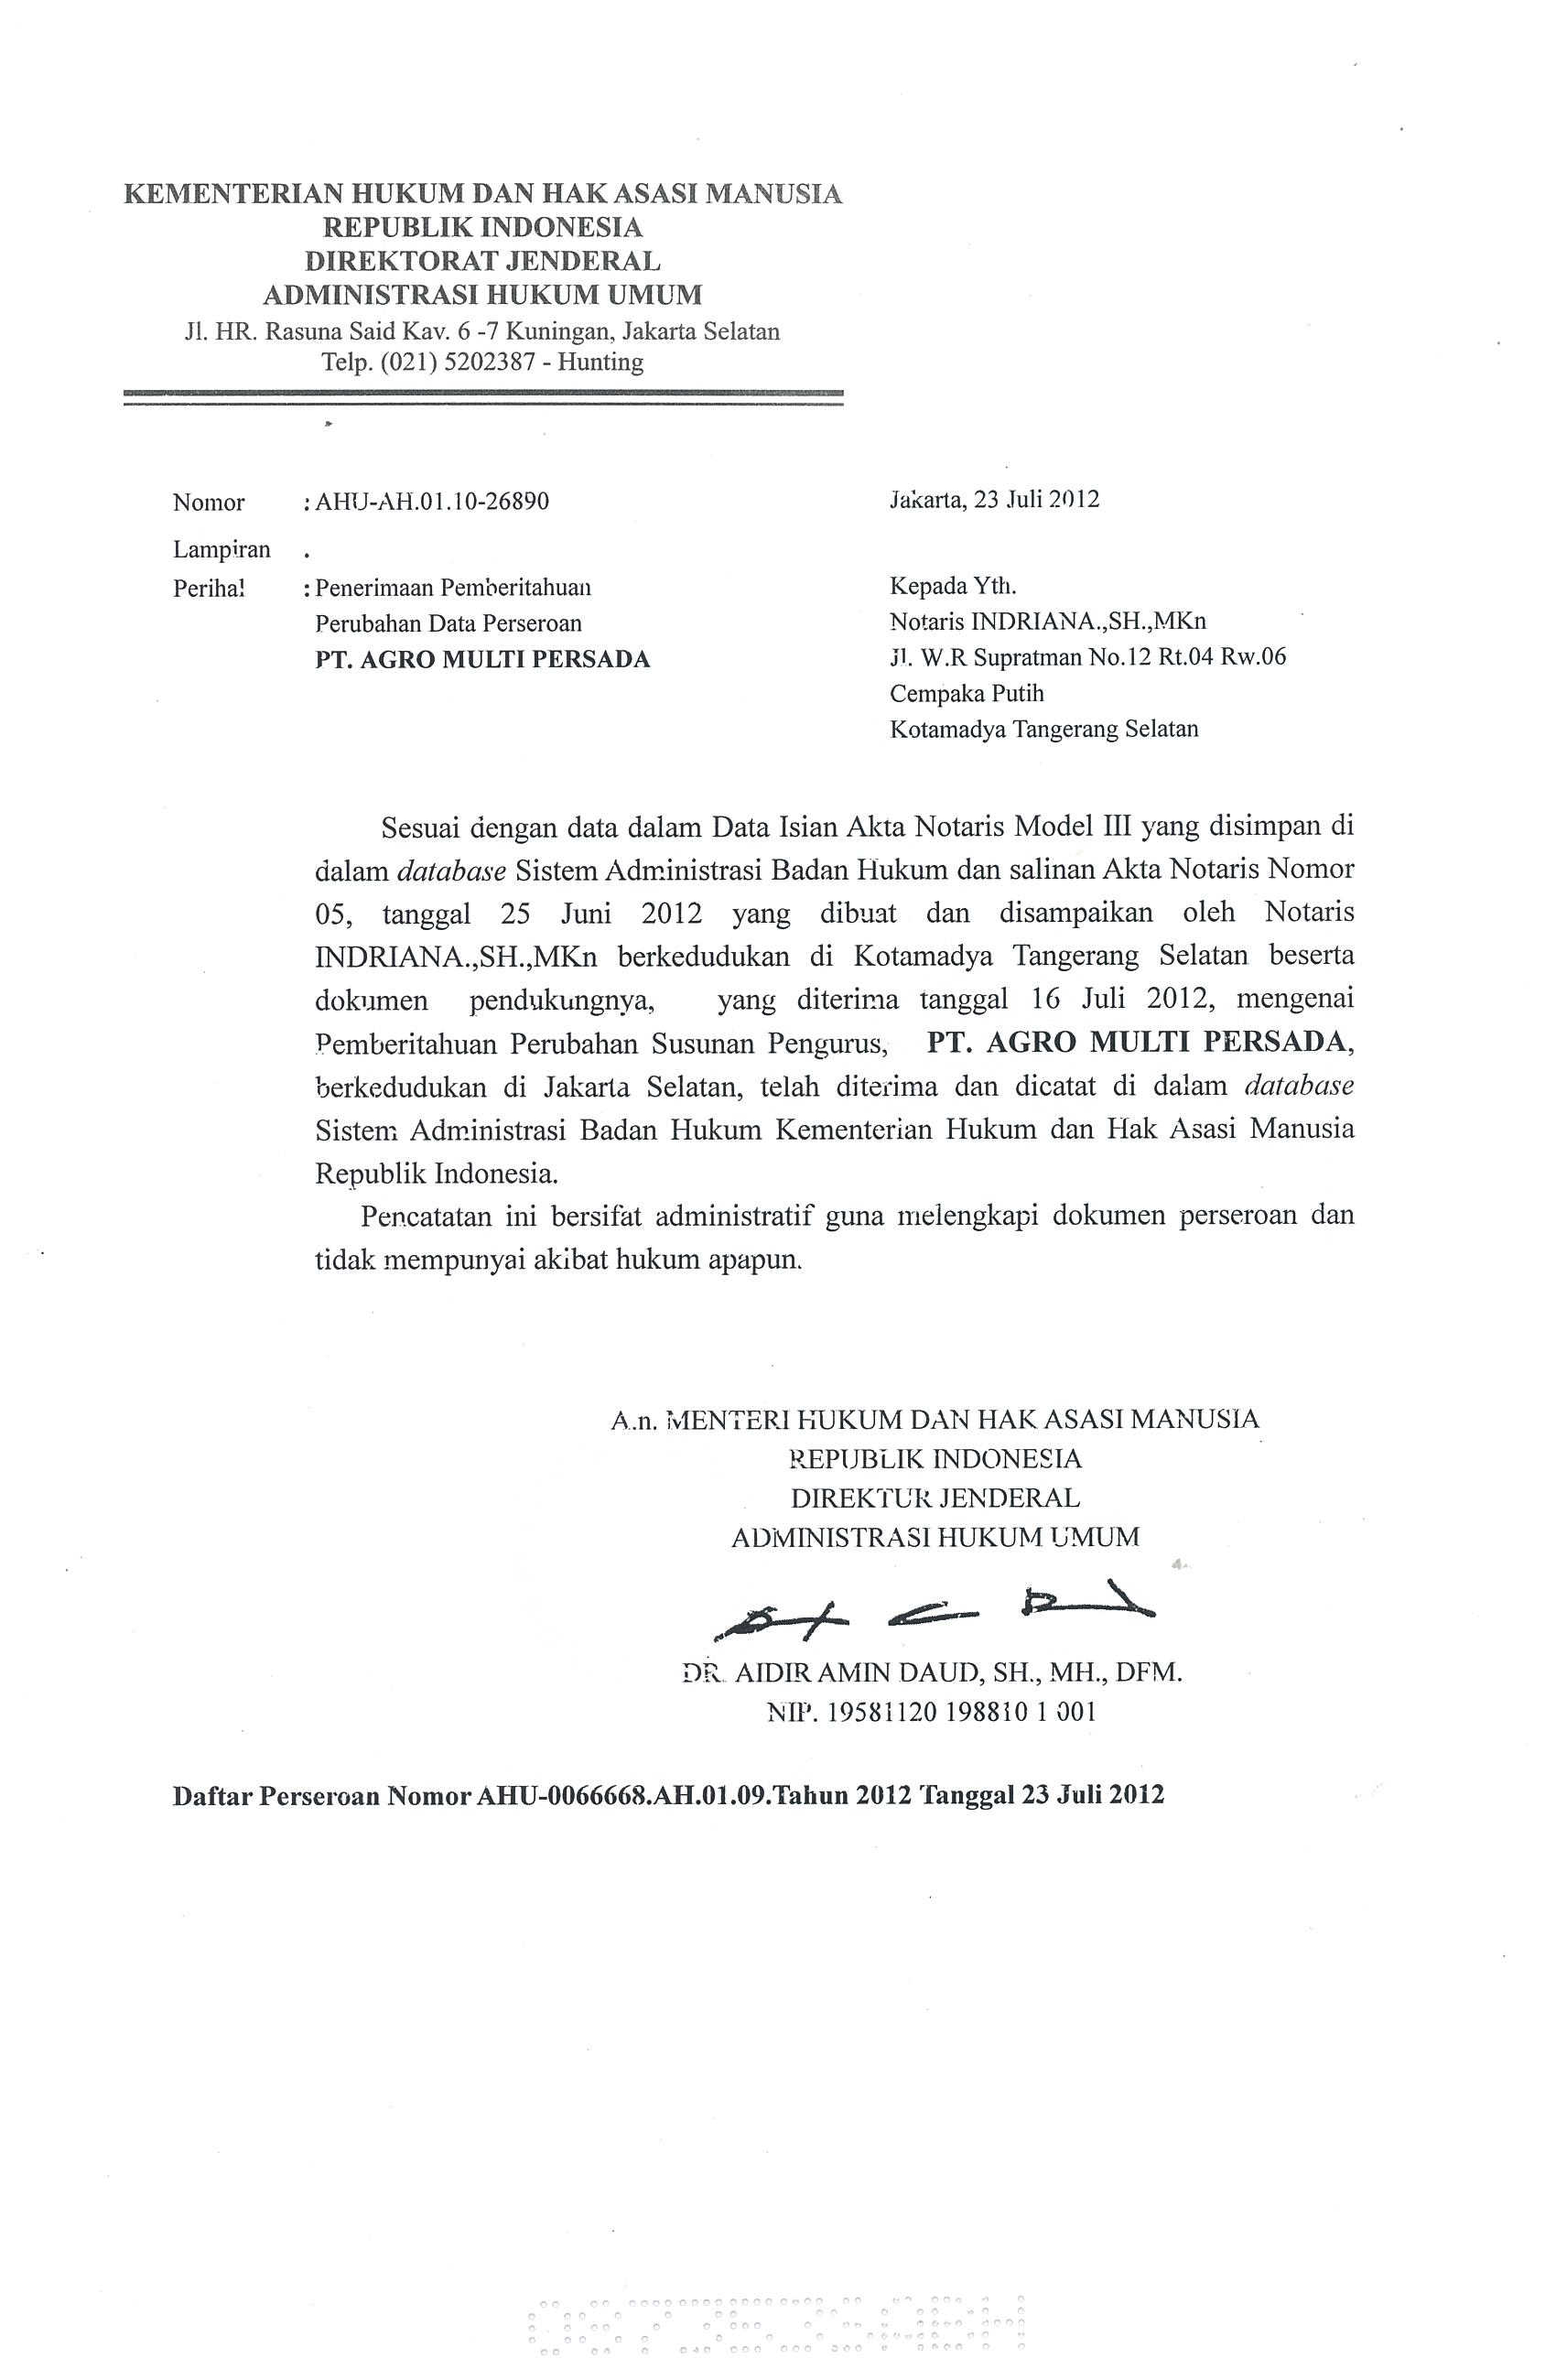 KEMENTERIAN HUKUM DAN HAK ASASI MANUSIA
REPUBLIK INDONESIA
DIREKTORAT JENDERAL
ADMINISTRASI HUKUM UMUM
Jl. HR. Rasuna Said Kav. 6 -7 Kuningan, Jakarta Selatan
Telp. (021) 5202387 - Hunting
Nomor : AHU-AH.01.10-26890
Jakarta, 23 Juli 2012
Lampiran .
Perihal : Penerimaan Pemberitahuan
Perubahan Data Perseroan
PT. AGRO MULTI PERSADA
Kepada Yth.
Notaris INDRIANA.,SH.,MKn
Jl. W.R Supratman No.12 Rt.04 Rw.06
Cempaka Putih
Kotamadya Tangerang Selatan
Sesuai dengan data dalam Data Isian Akta Notaris Model III yang disimpan di
dalam database Sistem Administrasi Badan Hukum dan salinan Akta Notaris Nomor
05, tanggal 25 Juni 2012 yang dibuat dan disampaikan oleh Notaris
INDRIANA.,SH.,MKn berkedudukan di Kotamadya Tangerang Selatan beserta
dokumen pendukungnya, yang diterima tanggal 16 Juli 2012, mengenai
Pemberitahuan Perubahan Susunan Pengurus, PT. AGRO MULTI PERSADA,
berkedudukan di Jakarta Selatan, telah diterima dan dicatat di dalam database
Sistem Administrasi Badan Hukum Kementerian Hukum dan Hak Asasi Manusia
Republik Indonesia.
Pencatatan ini bersifat administratif guna melengkapi dokumen perseroan dan
tidak mempunyai akibat hukum apapun.
A.n. MENTERI HUKUM DAN HAK ASASI MANUSIA
REPUBLIK INDONESIA
DIREKTUR JENDERAL
ADMINISTRASI HUKUM UMUM
DR. AIDIR AMIN DAUD, SH., MH., DFM.
NIP. 19581120 198810 1 001
Daftar Perseroan Nomor AHU-0066668.AH.01.09.Tahun 2012 Tanggal 23 Juli 2012